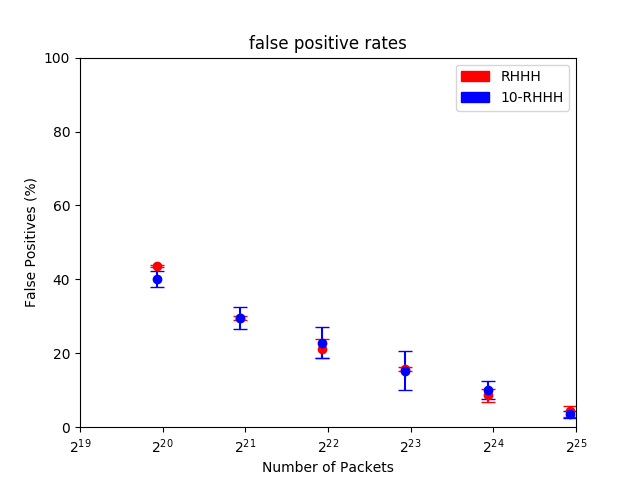 false positive rates
100
80
60
40
20
0
False Positives (%)
RHHH
10-RHHH
2^19 2^20 2^21 2^22 2^23 2^24 2^25
Number of Packets